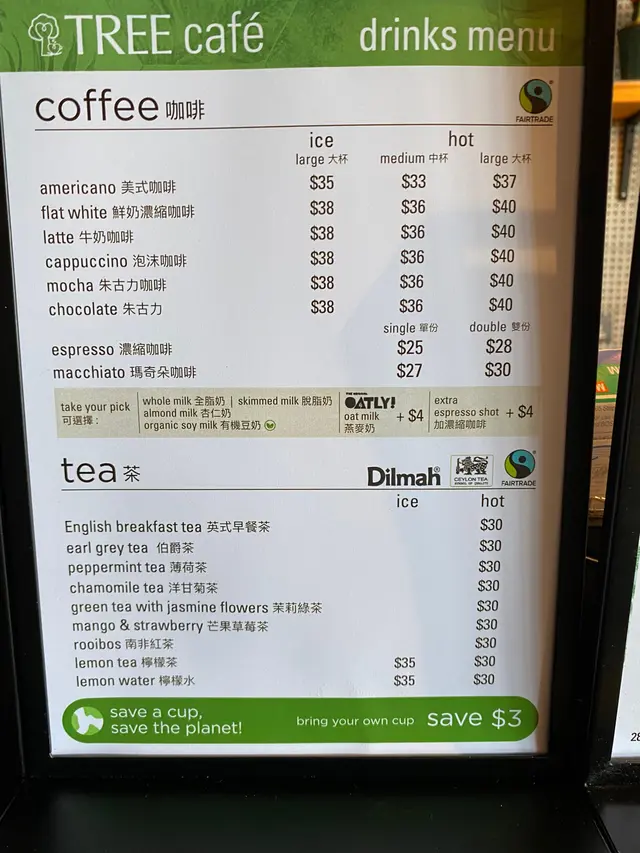 TREE café drinks menu
coffee 咖啡
FAIRTRADE
ice hot
large 大杯 medium 中杯 large 大杯
americano 美式咖啡 $35 $33 $37
flat white 鮮奶濃縮咖啡 $38 $36 $40
latte 牛奶咖啡 $38 $36 $40
cappuccino 泡沫咖啡 $38 $36 $40
mocha 朱古力咖啡 $38 $36 $40
chocolate 朱古力 $38 $36 $40
single 單份 double 雙份
espresso 濃縮咖啡 $25 $28
macchiato 瑪奇朵咖啡 $27 $30
take your pick
可選擇：
whole milk 全脂奶 | skimmed milk 脫脂奶
almond milk 杏仁奶
organic soy milk 有機豆奶
THE ORIGINAL
OATLY!
oat milk + $4
燕麥奶
extra
espresso shot + $4
加濃縮咖啡
tea 茶
Dilmah
CEYLON TEA
FAIRTRADE
ice hot
English breakfast tea 英式早餐茶 $30
earl grey tea 伯爵茶 $30
peppermint tea 薄荷茶 $30
chamomile tea 洋甘菊茶 $30
green tea with jasmine flowers 茉莉綠茶 $30
mango & strawberry 芒果草莓茶 $30
rooibos 南非紅茶 $30
lemon tea 檸檬茶 $35 $30
lemon water 檸檬水 $35 $30
save a cup,
save the planet!
bring your own cup save $3
28